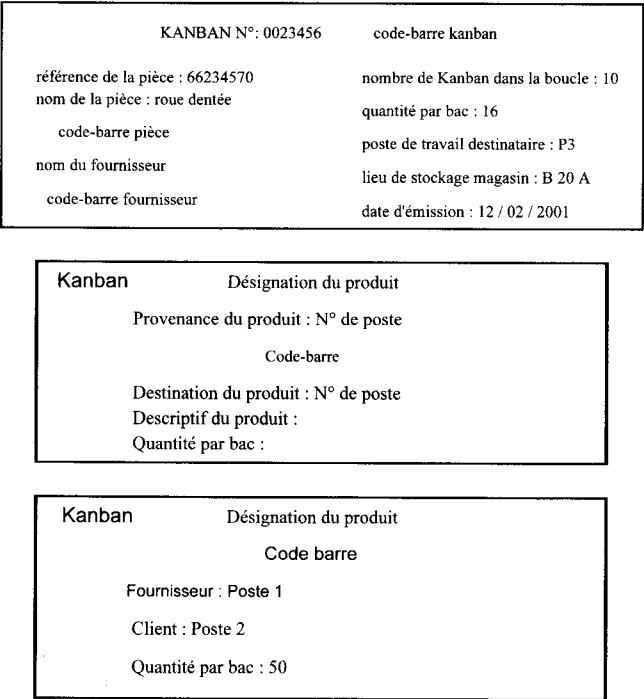 KANBAN N°: 0023456 code-barre kanban
référence de la pièce : 66234570
nom de la pièce : roue dentée
code-barre pièce
nom du fournisseur
code-barre fournisseur
nombre de Kanban dans la boucle : 10
quantité par bac : 16
poste de travail destinataire : P3
lieu de stockage magasin : B 20 A
date d'émission : 12 / 02 / 2001
Kanban Désignation du produit
Provenance du produit : N° de poste
Code-barre
Destination du produit : N° de poste
Descriptif du produit :
Quantité par bac :
Kanban Désignation du produit
Code barre
Fournisseur : Poste 1
Client : Poste 2
Quantité par bac : 50